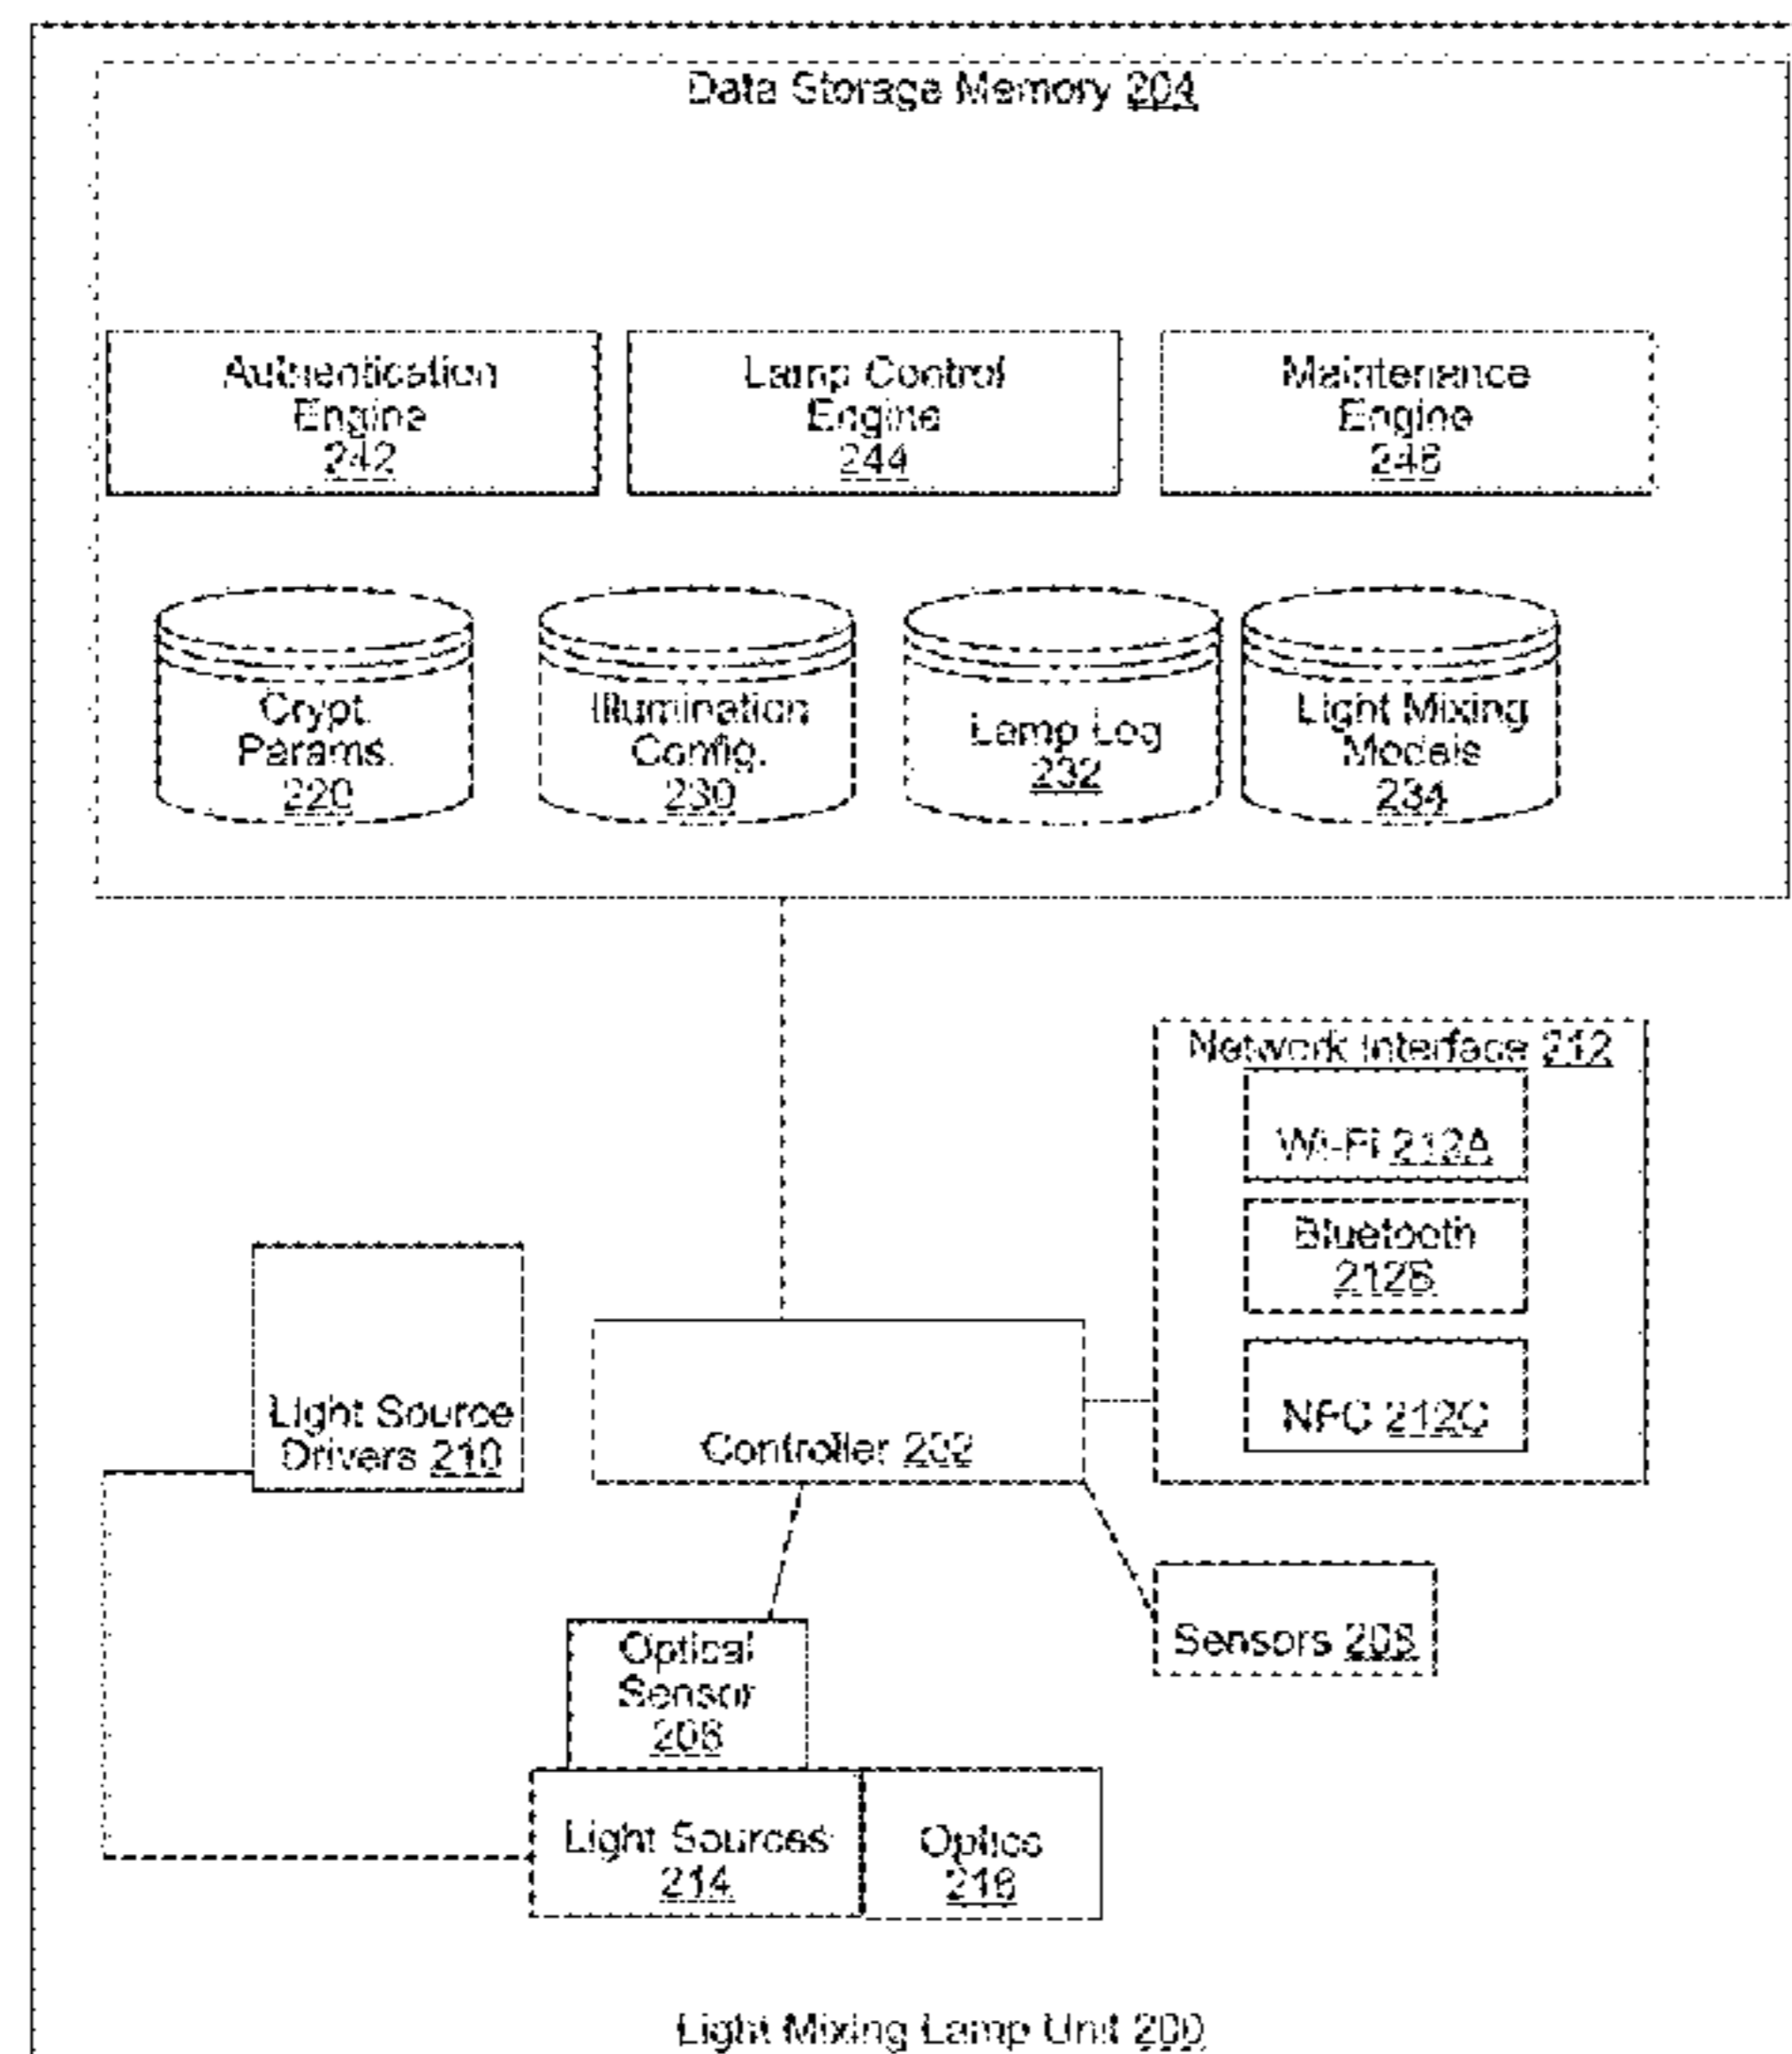 Data Storage Memory 204
Authentication
Engine
242
Lamp Control
Engine
244
Maintenance
Engine
246
Crypt.
Params.
220
Illumination
Config.
230
Lamp Log
232
Light Mixing
Models
234
Network Interface 212
Wi-Fi 212A
Bluetooth
212B
NFC 212C
Light Source
Drivers 210
Controller 202
Sensors
Optical
Sensor
Light Sources
214
Optics
216
Light Mixing Lamp Unit 200